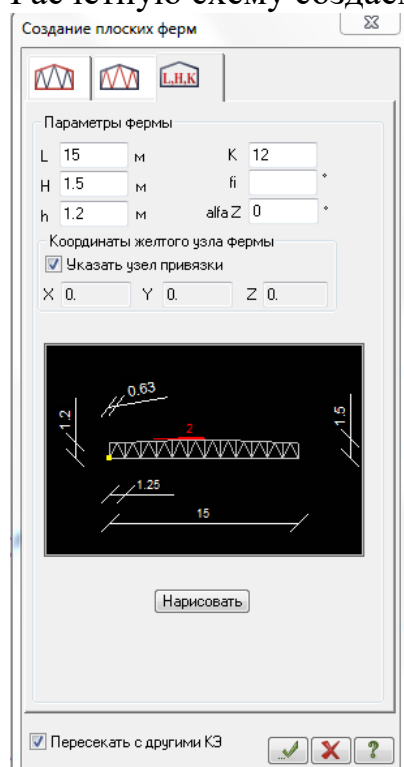 Расчетную схему создаем
Создание плоских ферм
L,H,K
Параметры фермы
L 15 м K 12
H 1.5 м fi °
h 1.2 м alfa Z 0 °
Координаты желтого узла фермы
Указать узел привязки
X 0. Y 0. Z 0.
0.63
1.2
2
1.5
1.25
15
Нарисовать
Пересекать с другими КЭ
?